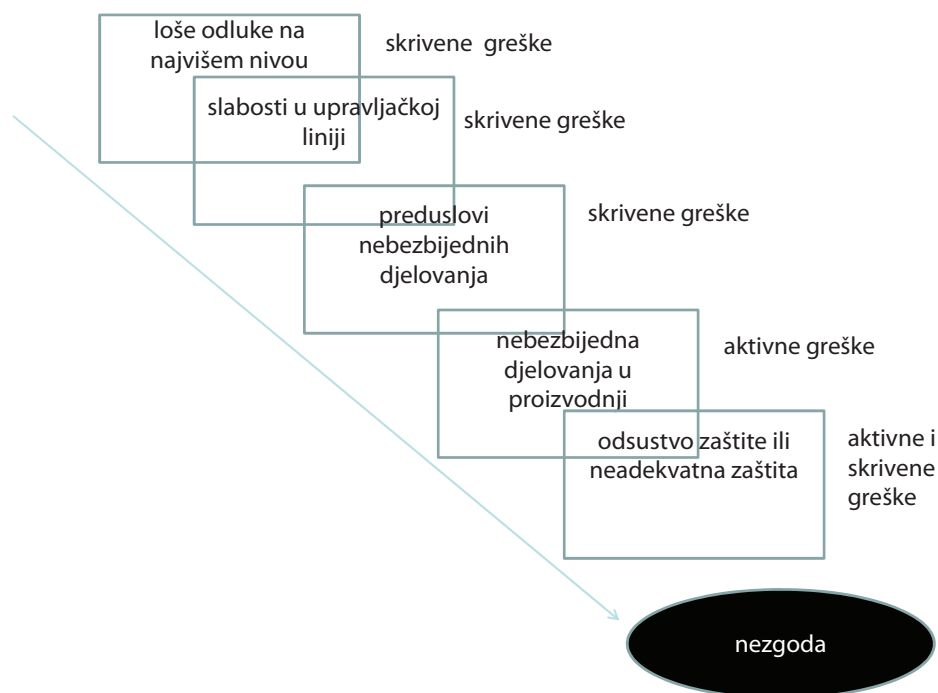 loše odluke na
najvišem nivou
skrivene greške
slabosti u upravljačkoj
liniji
skrivene greške
preduslovi
nebezbijednih
djelovanja
skrivene greške
nebezbijedna
djelovanja u
proizvodnji
aktivne greške
odsustvo zaštite ili
neadekvatna zaštita
aktivne i
skrivene
greške
nezgoda